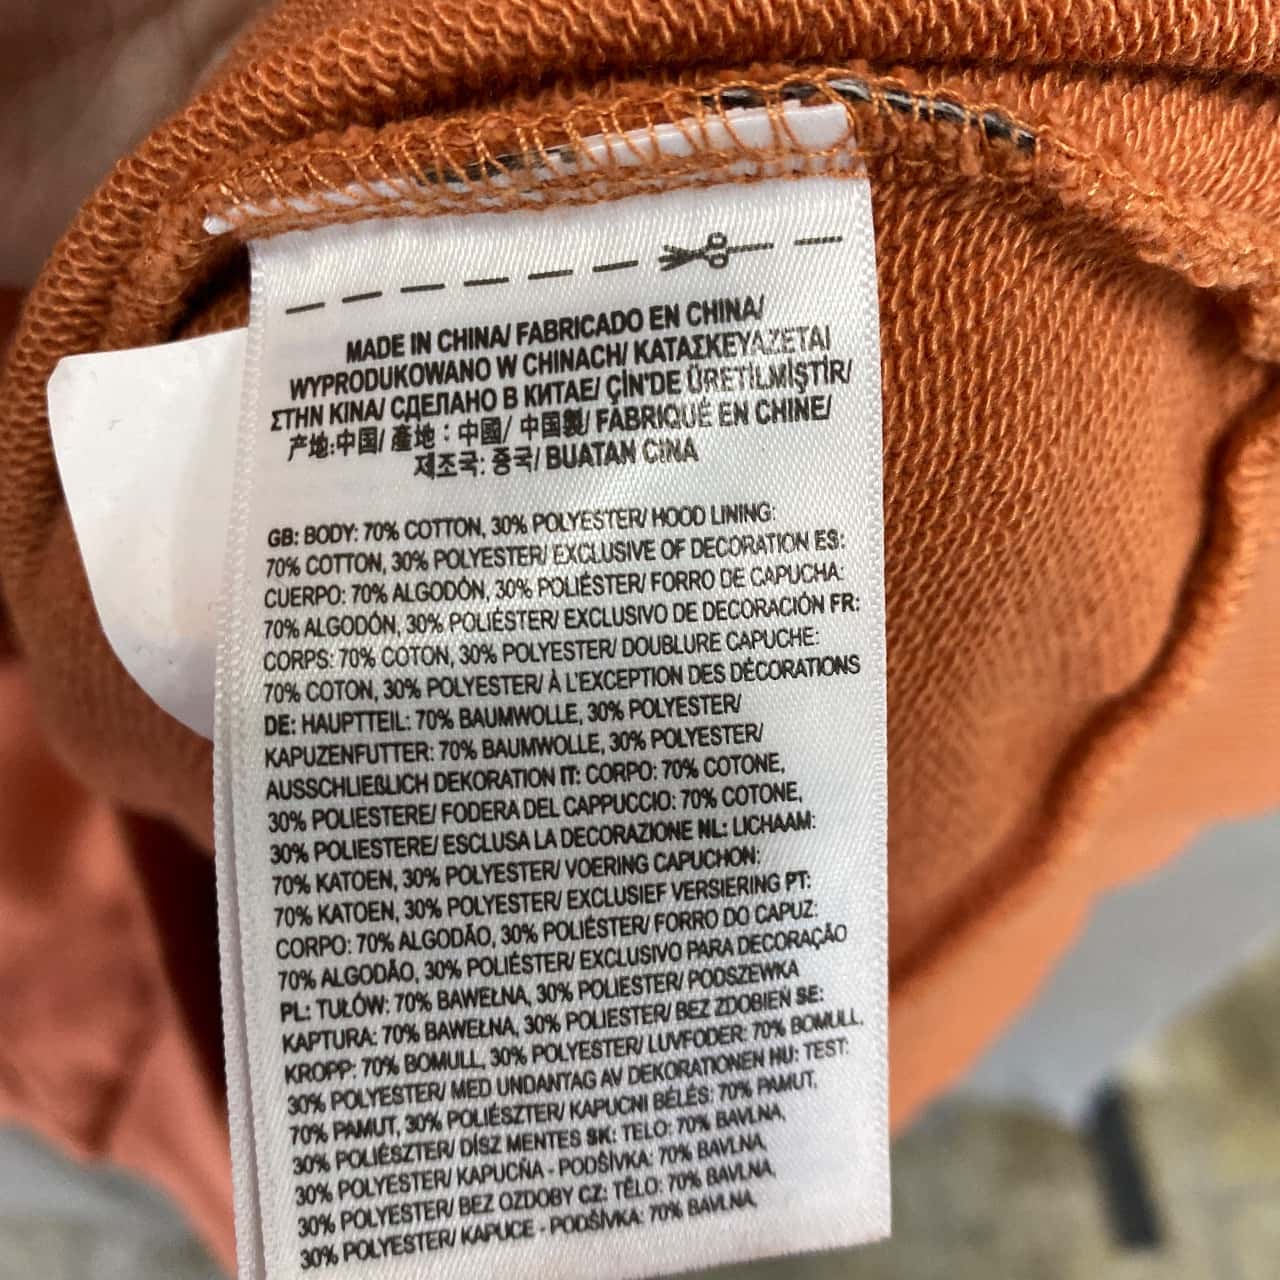 MADE IN CHINA/ FABRICADO EN CHINA/
WYPRODUKOWANO W CHINACH/ ΚΑΤΑΣΚΕΥΑΖΕΤΑΙ
ΣΤΗΝ ΚΙΝΑ/ СДЕЛАНО В КИТАЕ/ ÇİN'DE ÜRETİLMİŞTİR/
产地:中国/ 產地:中國/ 中国製/ FABRIQUÉ EN CHINE/
제조국: 중국/ BUATAN CINA
GB: BODY: 70% COTTON, 30% POLYESTER/ HOOD LINING:
70% COTTON, 30% POLYESTER/ EXCLUSIVE OF DECORATION ES:
CUERPO: 70% ALGODÓN, 30% POLIÉSTER/ FORRO DE CAPUCHA:
70% ALGODÓN, 30% POLIÉSTER/ EXCLUSIVO DE DECORACIÓN FR:
CORPS: 70% COTON, 30% POLYESTER/ DOUBLURE CAPUCHE:
70% COTON, 30% POLYESTER/ À L'EXCEPTION DES DÉCORATIONS
DE: HAUPTTEIL: 70% BAUMWOLLE, 30% POLYESTER/
KAPUZENFUTTER: 70% BAUMWOLLE, 30% POLYESTER/
AUSSCHLIEßLICH DEKORATION IT: CORPO: 70% COTONE,
30% POLIESTERE/ FODERA DEL CAPPUCCIO: 70% COTONE,
30% POLIESTERE/ ESCLUSA LA DECORAZIONE NL: LICHAAM:
70% KATOEN, 30% POLYESTER/ VOERING CAPUCHON:
70% KATOEN, 30% POLYESTER/ EXCLUSIEF VERSIERING PT:
CORPO: 70% ALGODÃO, 30% POLIÉSTER/ FORRO DO CAPUZ:
70% ALGODÃO, 30% POLIÉSTER/ EXCLUSIVO PARA DECORAÇÃO
PL: TUŁÓW: 70% BAWEŁNA, 30% POLIESTER/ PODSZEWKA
KAPTURA: 70% BAWEŁNA, 30% POLIESTER/ BEZ ZDOBIEŃ SE:
KROPP: 70% BOMULL, 30% POLYESTER/ LUVFODER: 70% BOMULL,
30% POLYESTER/ MED UNDANTAG AV DEKORATIONEN HU: TEST:
70% PAMUT, 30% POLIÉSZTER/ KAPUCNI BÉLÉS: 70% PAMUT,
30% POLIÉSZTER/ DÍSZ MENTES SK: TELO: 70% BAVLNA,
30% POLYESTER/ KAPUCŇA - PODŠÍVKA: 70% BAVLNA,
30% POLYESTER/ BEZ OZDOBY CZ: TĚLO: 70% BAVLNA,
30% POLYESTER/ KAPUCE - PODŠÍVKA: 70% BAVLNA,